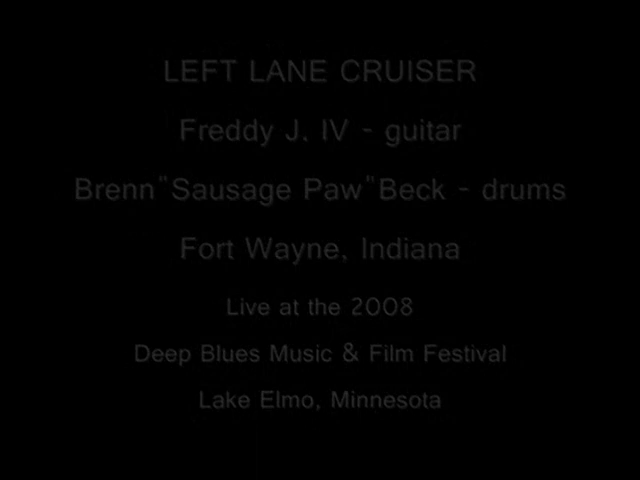 LEFT LANE CRUISER
Freddy J. IV - guitar
Brenn"Sausage Paw"Beck - drums
Fort Wayne, Indiana
Live at the 2008
Deep Blues Music & Film Festival
Lake Elmo, Minnesota